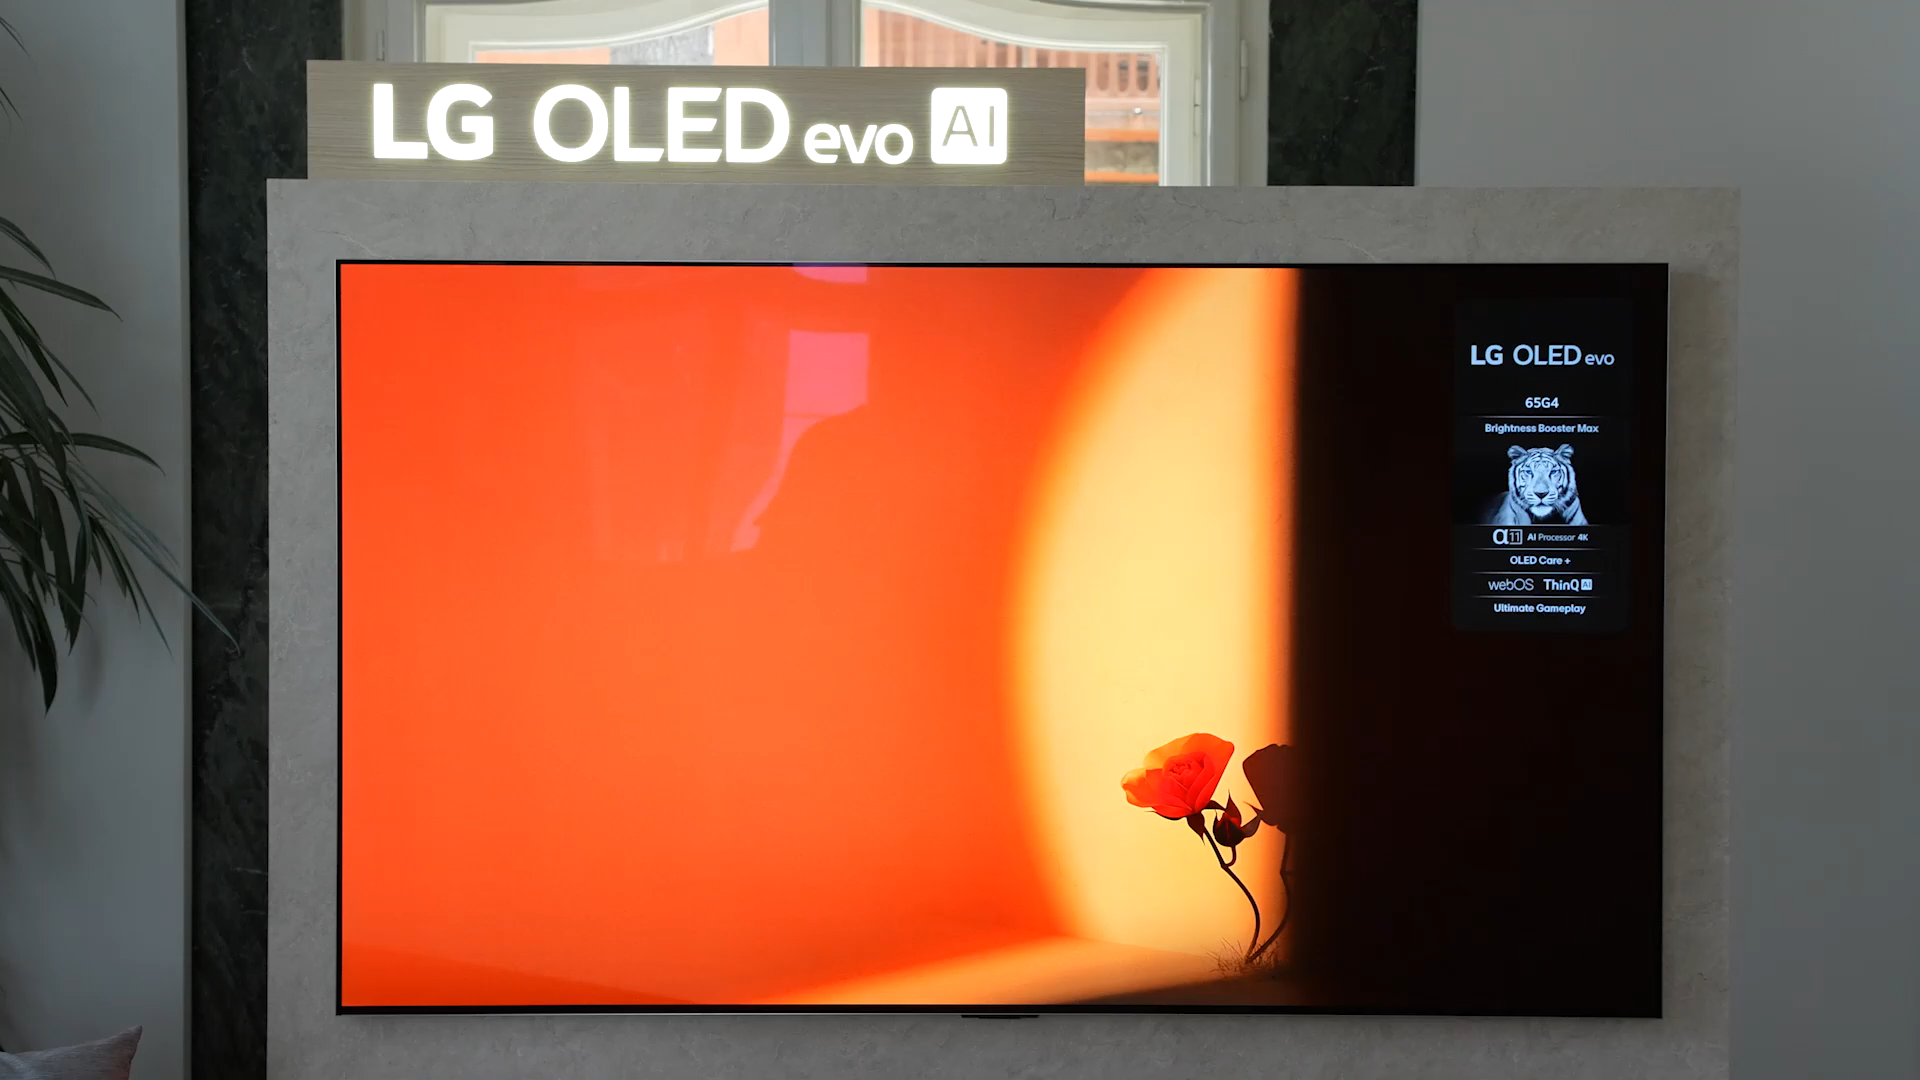 LG OLED evo AI
LG OLED evo
65G4
Brightness Booster Max
α11 AI Processor 4K
OLED Care +
webOS ThinQ AI
Ultimate Gameplay